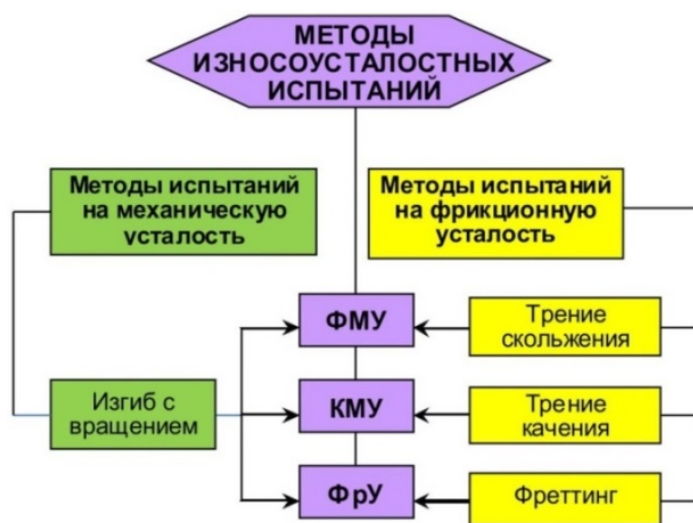 МЕТОДЫ
ИЗНОСОУСТАЛОСТНЫХ
ИСПЫТАНИЙ
Методы испытаний
на механическую
усталость
Методы испытаний
на фрикционную
усталость
ФМУ
Трение
скольжения
Изгиб с
вращением
КМУ
Трение
качения
ФрУ
Фреттинг